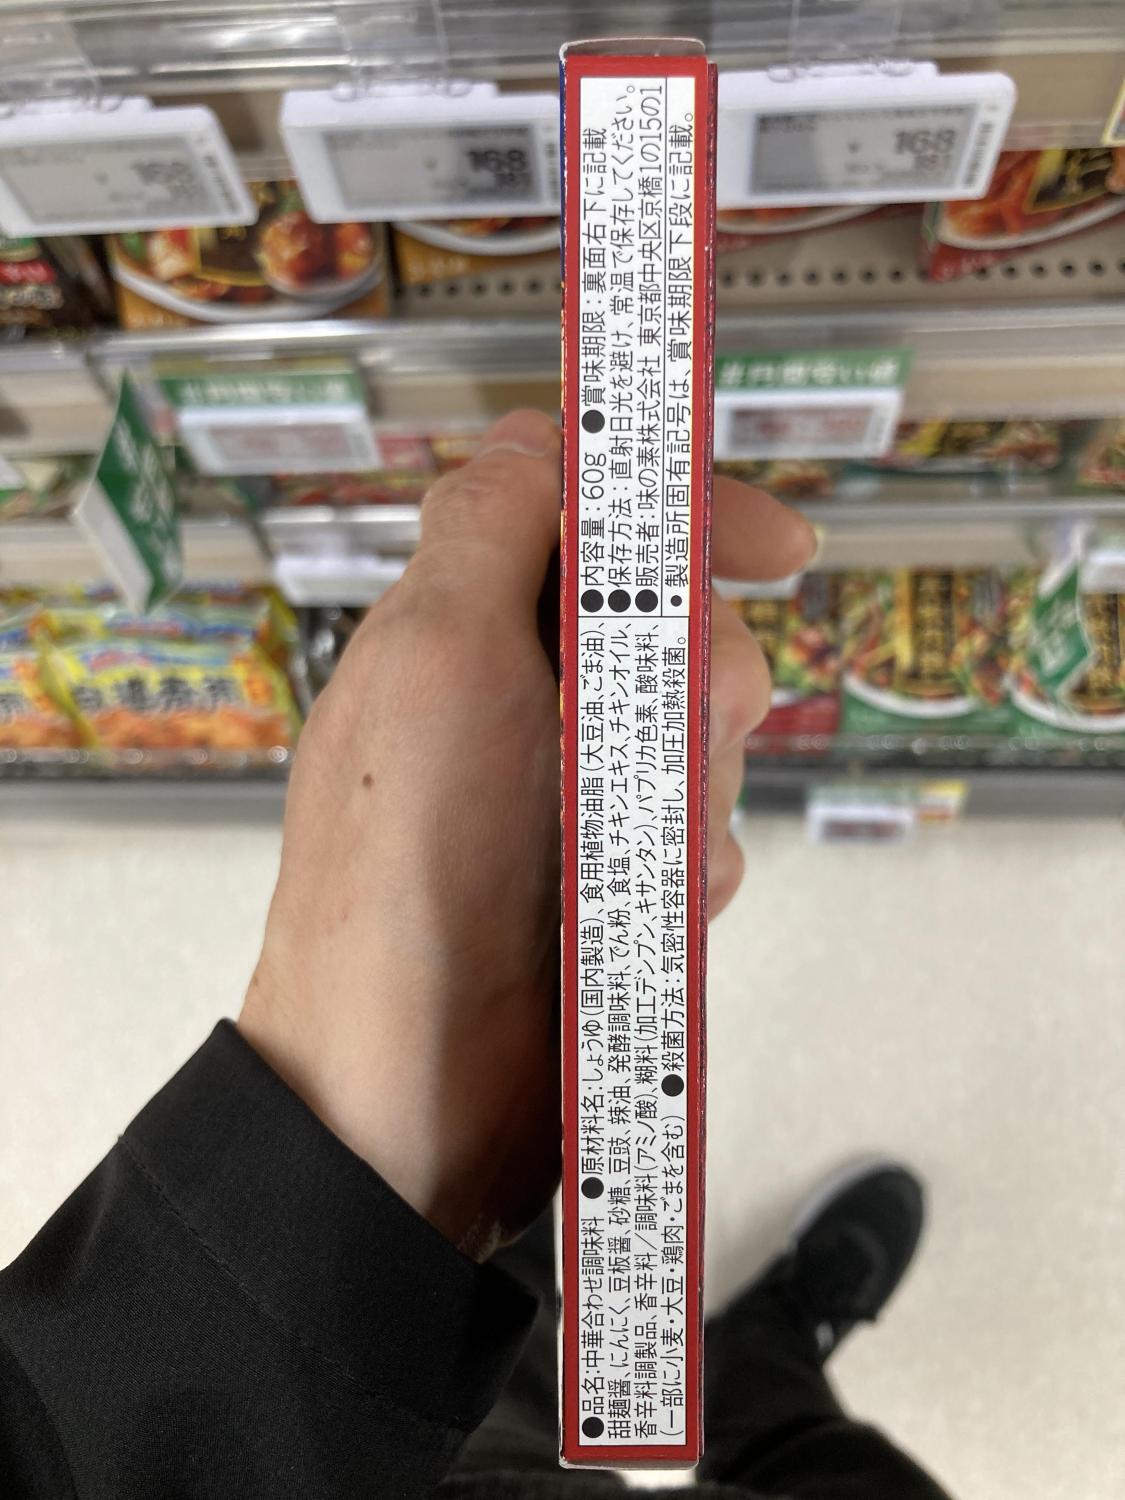 ●品名:中華合わせ調味料 ●原材料名:しょうゆ(国内製造)、食用植物油脂(大豆油、ごま油)、
甜麺醤、にんにく、豆板醤、砂糖、豆豉、辣油、発酵調味料、でん粉、食塩、チキンエキス、チキンオイル、
香辛料調製品、香辛料/調味料(アミノ酸)、糊料(加工デンプン、キサンタン)、パプリカ色素、酸味料、
(一部に小麦・大豆・鶏肉・ごまを含む) ●殺菌方法:気密性容器に密封し、加圧加熱殺菌。
●内容量:60g ●賞味期限:裏面右下に記載
●保存方法:直射日光を避け、常温で保存してください。
●販売者:味の素株式会社 東京都中央区京橋1の15の1
・製造所固有記号は、賞味期限下段に記載。
168
168
168
181